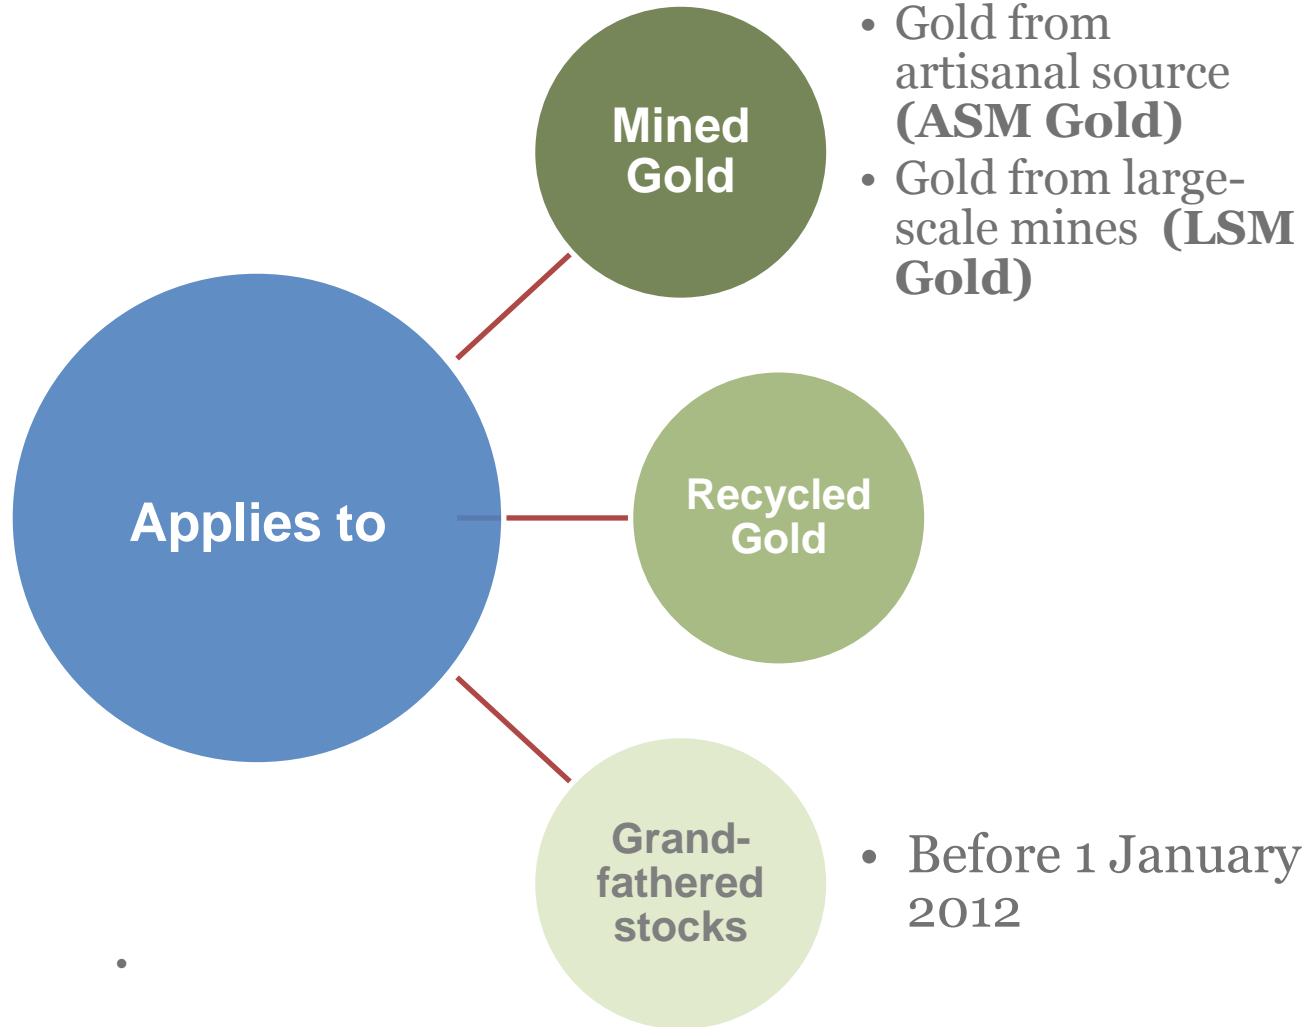 Applies to
Mined
Gold
• Gold from
artisanal source
(ASM Gold)
• Gold from large-
scale mines (LSM
Gold)
Recycled
Gold
Grand-
fathered
stocks
• Before 1 January
2012
•